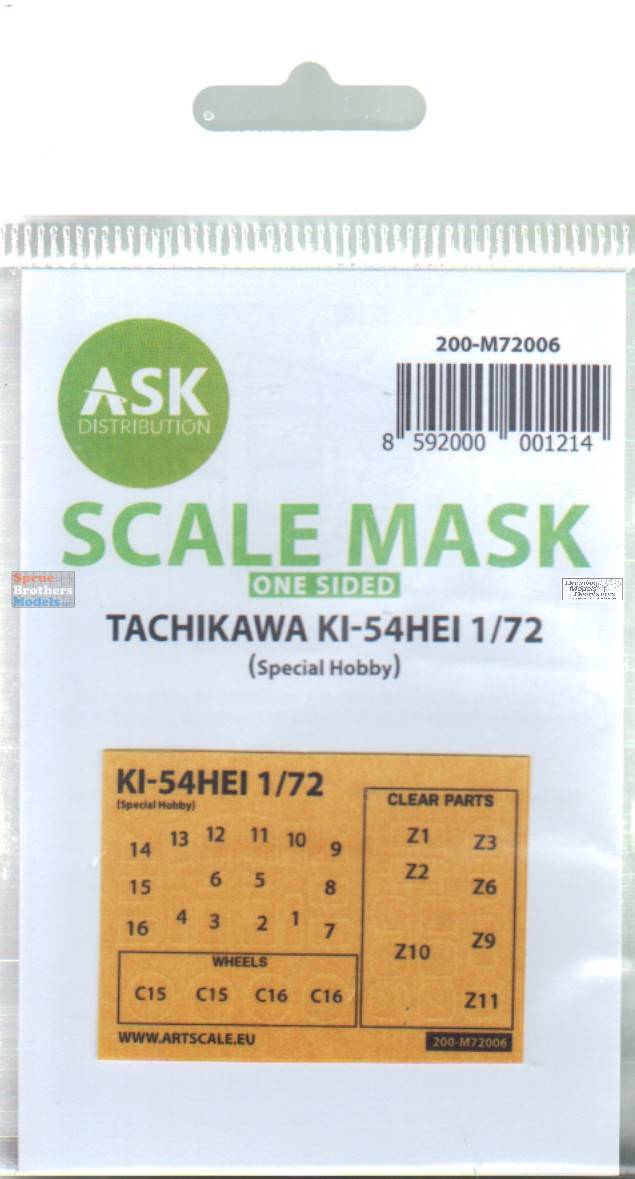 200-M72006
ASK
DISTRIBUTION
8 592000 001214
SCALE MASK
ONE SIDED
Sprue
Brothers
Models
TACHIKAWA KI-54HEI 1/72
(Special Hobby)
KI-54HEI 1/72
(Special Hobby)
14 13 12 11 10 9
15 6 5 8
16 4 3 2 1 7
WHEELS
C15 C15 C16 C16
CLEAR PARTS
Z1 Z3
Z2 Z6
Z10 Z9
Z11
WWW.ARTSCALE.EU
200-M72006